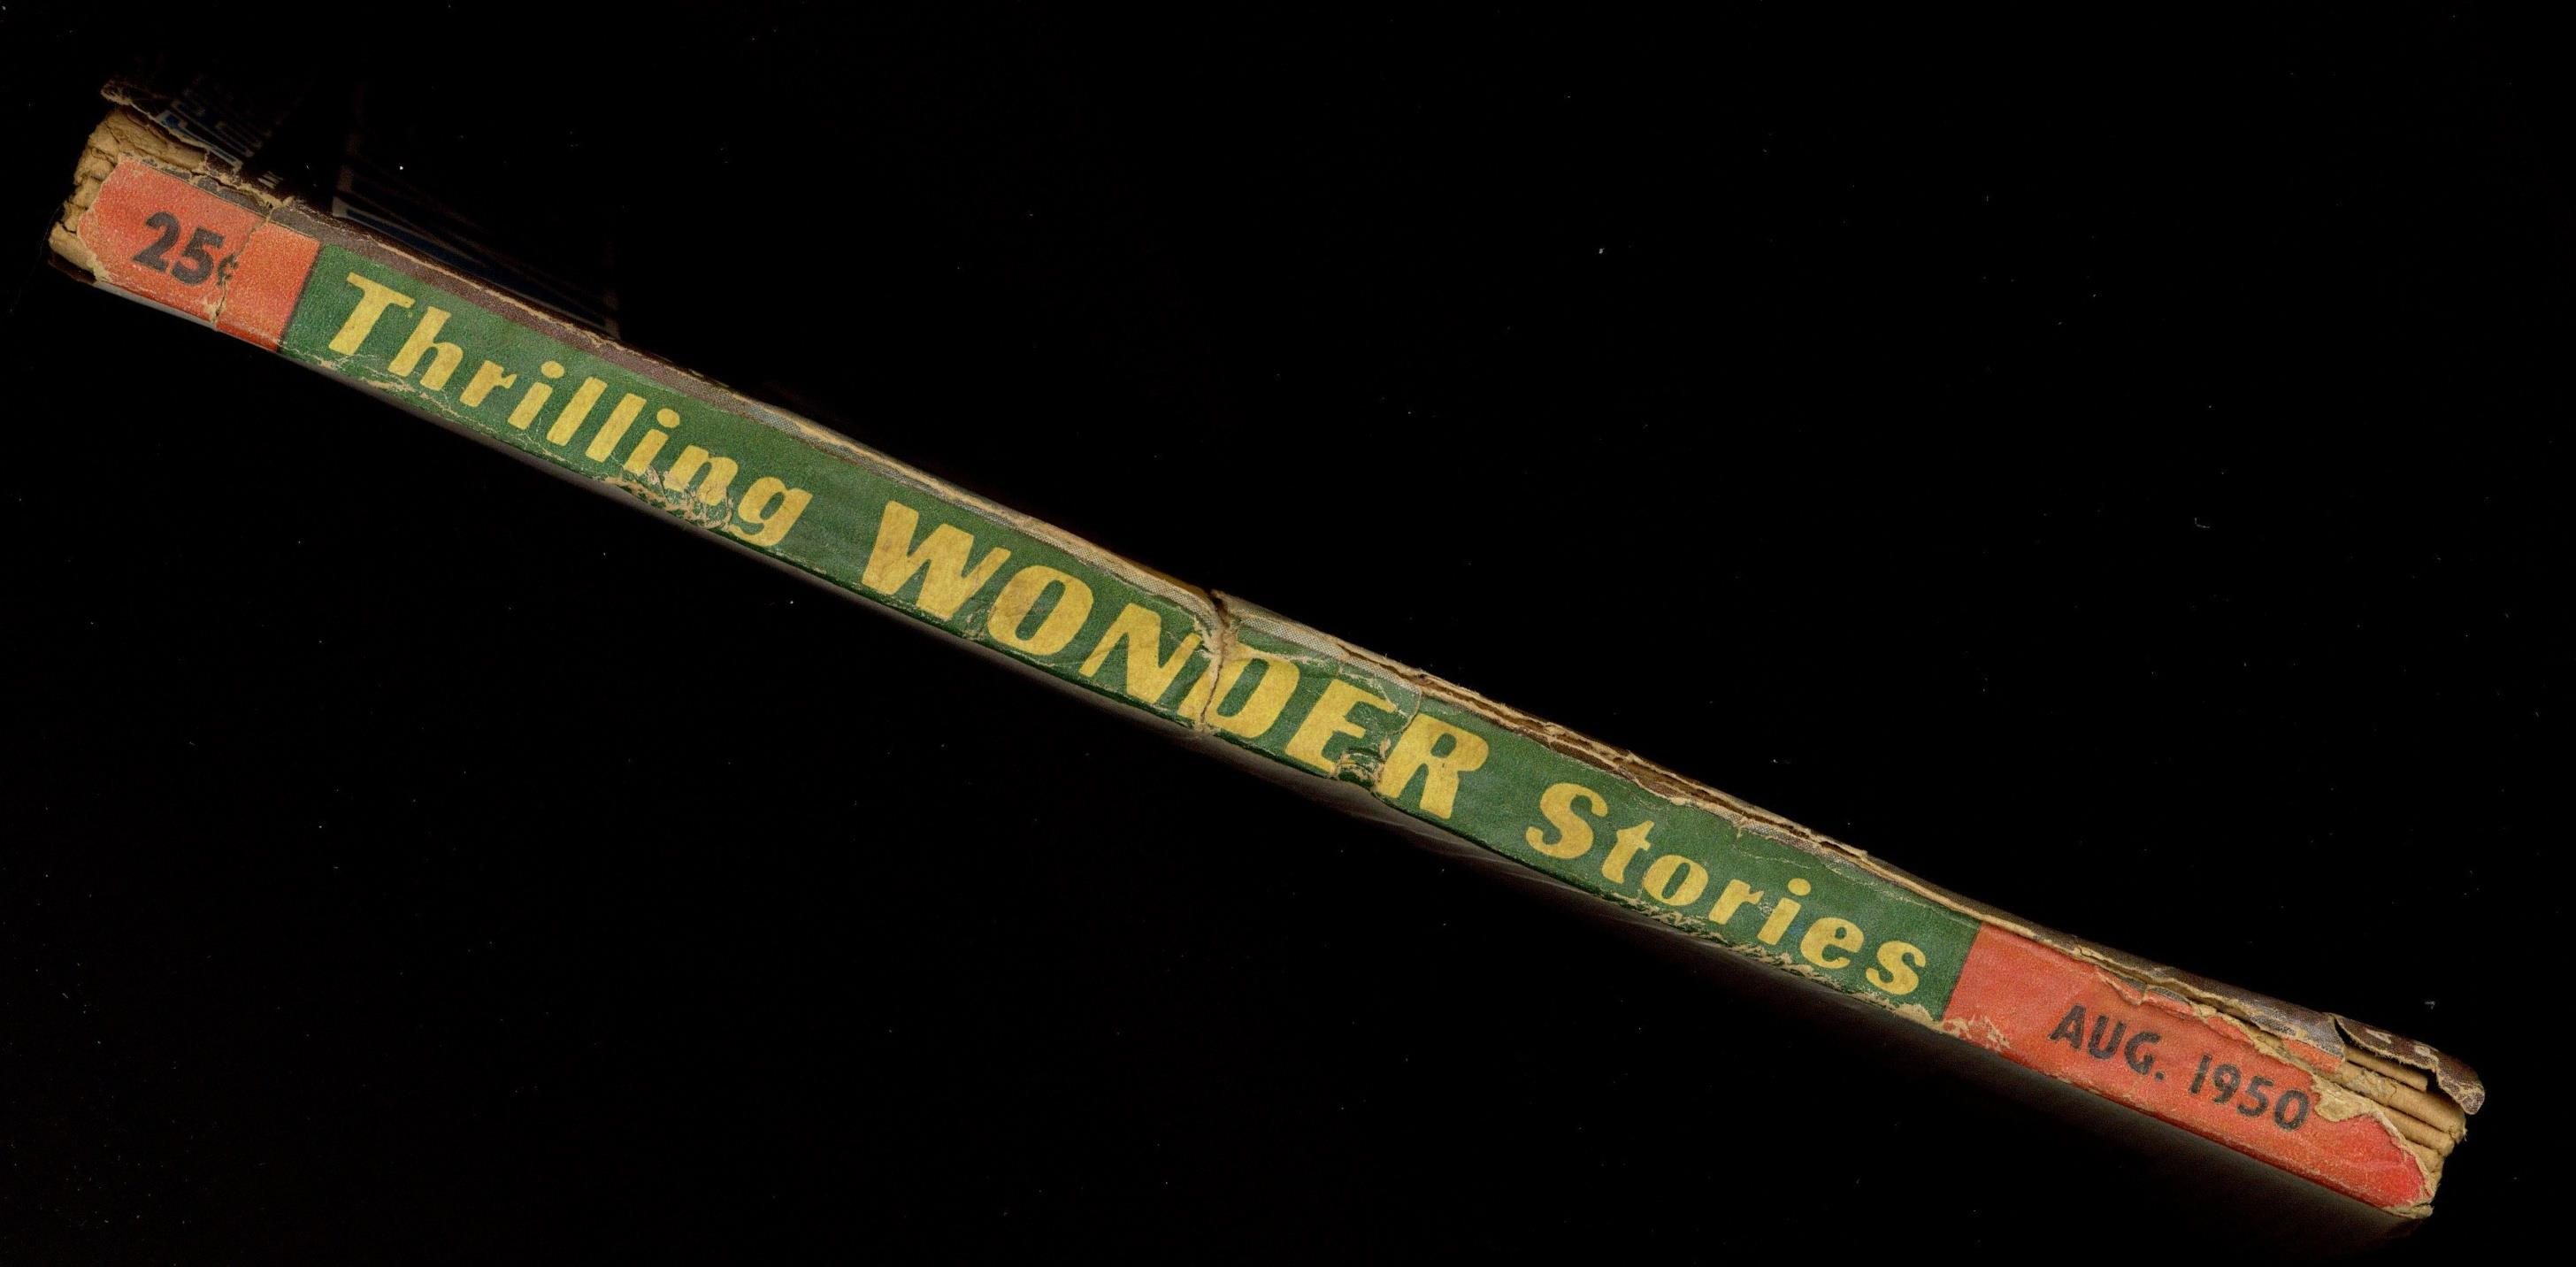 25¢ Thrilling WONDER Stories AUG. 1950